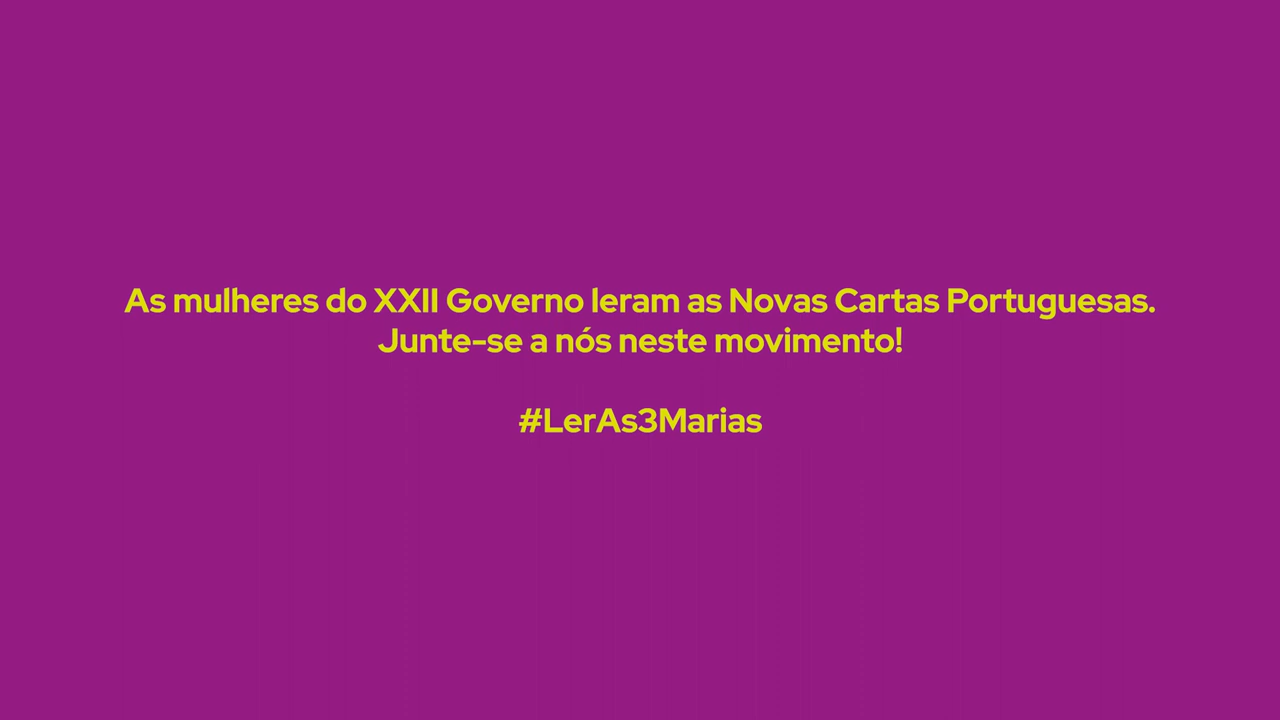 As mulheres do XXII Governo leram as Novas Cartas Portuguesas.
Junte-se a nós neste movimento!
#LerAs3Marias